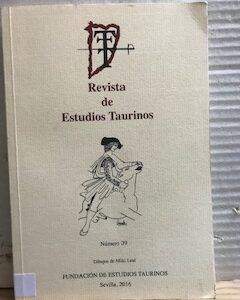 Revista
de
Estudios Taurinos
Número 39
Dibujos de Miki Leal
FUNDACIÓN DE ESTUDIOS TAURINOS
Sevilla, 2016